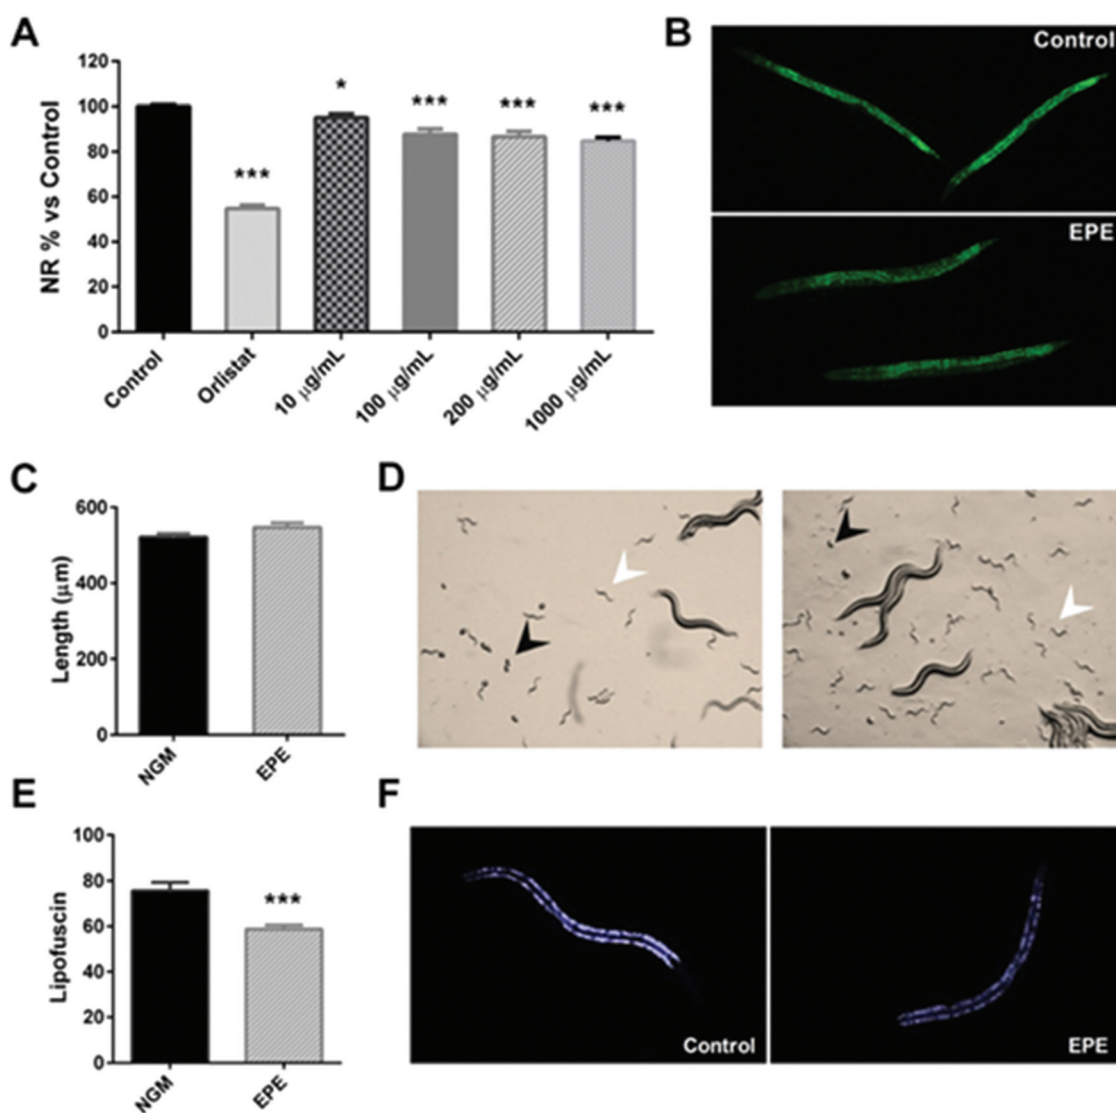 A
NR % vs Control
120
100
80
60
40
20
0
***
*
***
***
***
Control
Orlistat
10 μg/mL
100 μg/mL
200 μg/mL
1000 μg/mL
B
Control
EPE
C
Length (μm)
600
400
200
0
NGM
EPE
D
E
Lipofuscin
100
80
60
40
20
0
***
NGM
EPE
F
Control
EPE